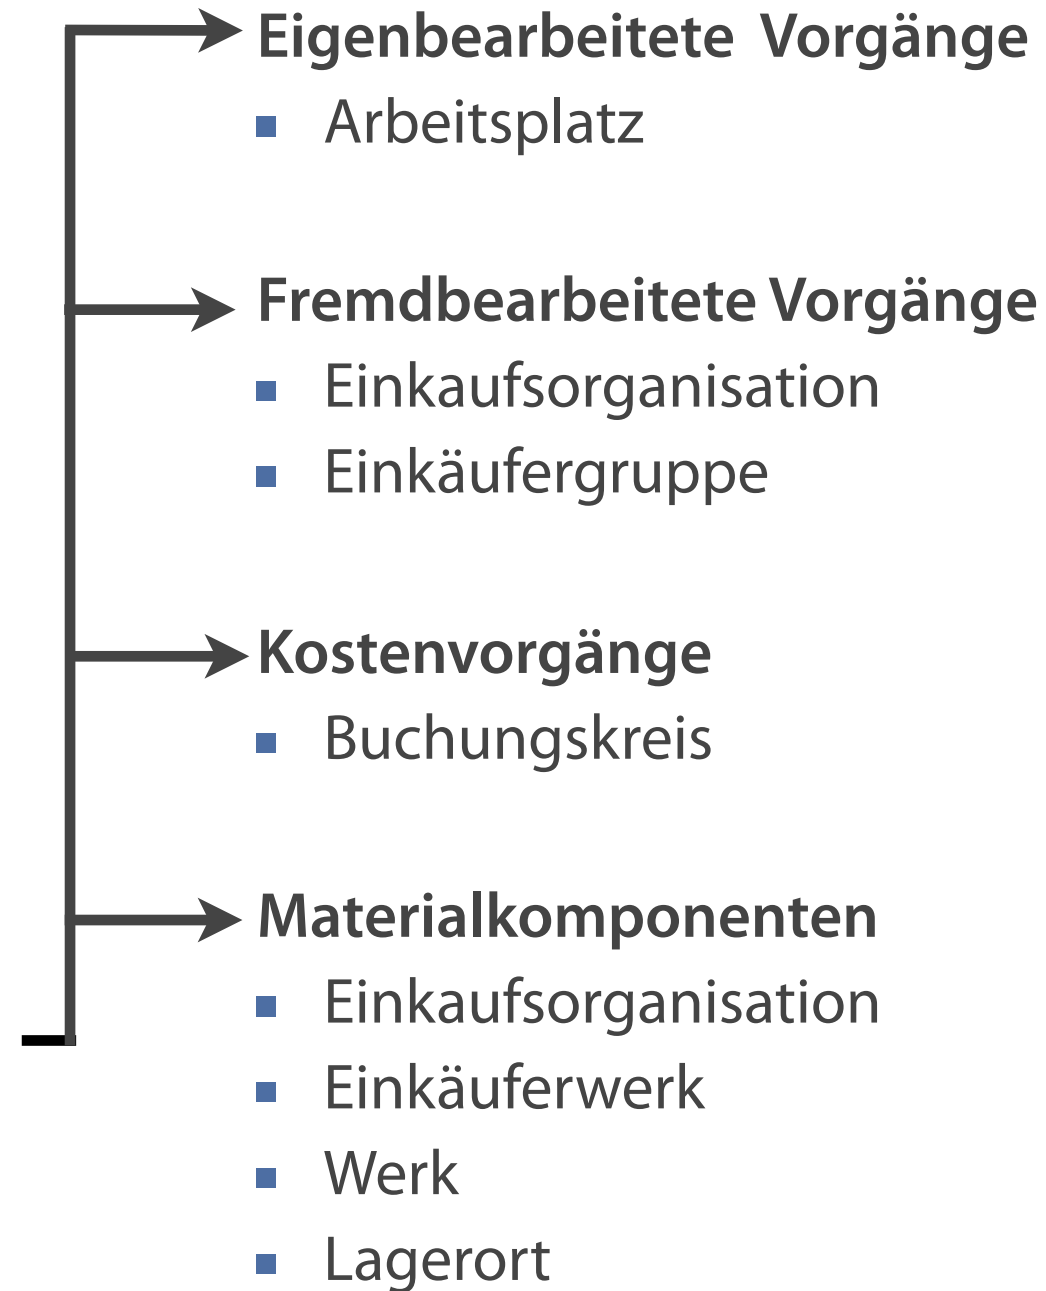 Eigenbearbeitete Vorgänge
Arbeitsplatz
Fremdbearbeitete Vorgänge
Einkaufsorganisation
Einkäufergruppe
Kostenvorgänge
Buchungskreis
Materialkomponenten
Einkaufsorganisation
Einkäuferwerk
Werk
Lagerort